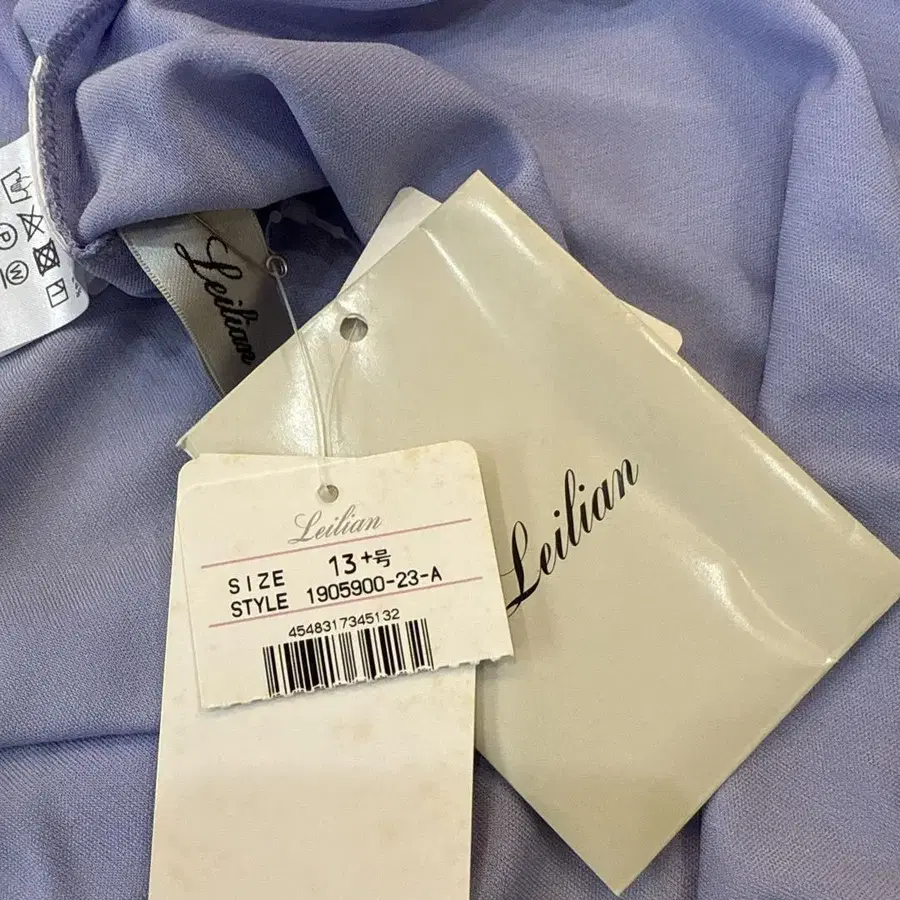 Leilian
Leilian
Leilian
SIZE 13+号
STYLE 1905900-23-A
4548317345132
P
W